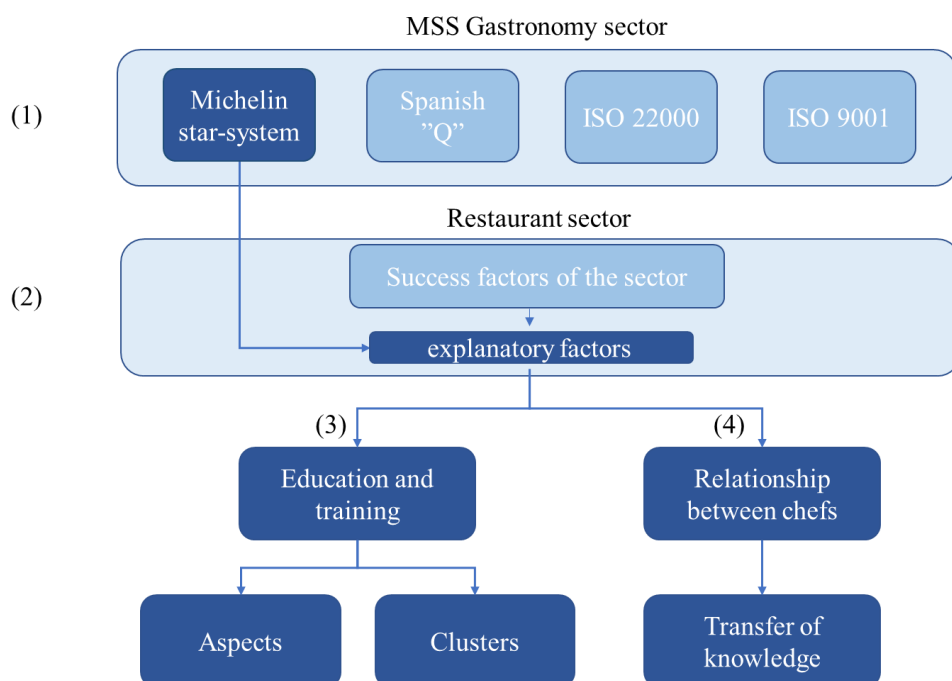 MSS Gastronomy sector
(1)
Michelin
star-system
Spanish
”Q”
ISO 22000
ISO 9001
Restaurant sector
(2)
Success factors of the sector
explanatory factors
(3)
(4)
Education and
training
Relationship
between chefs
Aspects
Clusters
Transfer of
knowledge